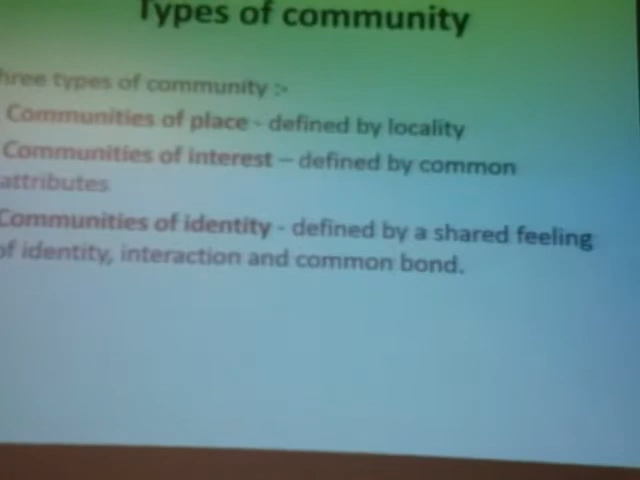 Types of community
hree types of community :-
Communities of place - defined by locality
Communities of interest – defined by common
attributes
Communities of identity - defined by a shared feeling
of identity, interaction and common bond.